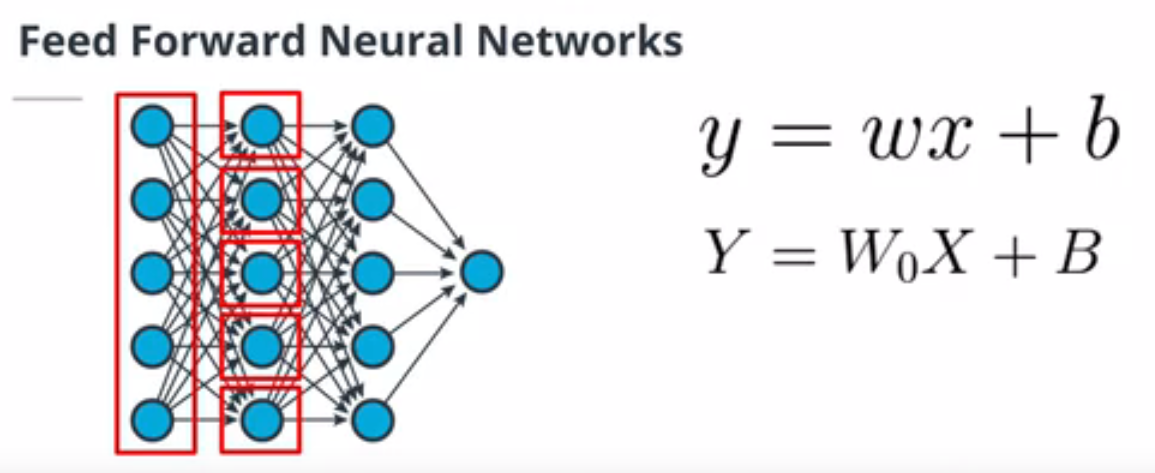 Feed Forward Neural Networks
y = wx + b
Y = W₀X + B